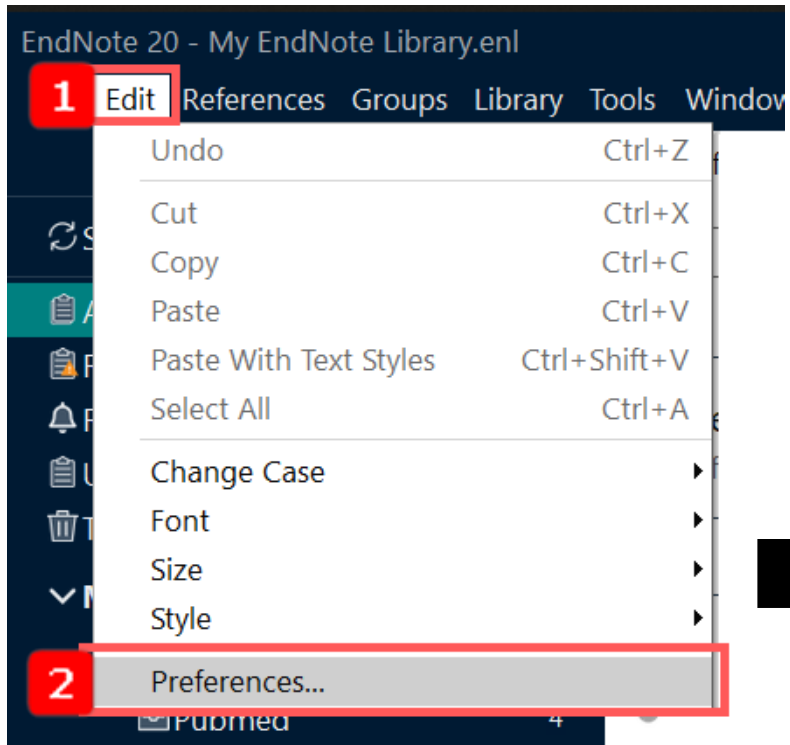 EndNote 20 - My EndNote Library.enl
1 Edit References Groups Library Tools Window
Undo Ctrl+Z
Cut Ctrl+X
Copy Ctrl+C
Paste Ctrl+V
Paste With Text Styles Ctrl+Shift+V
Select All Ctrl+A
Change Case
Font
Size
Style
2 Preferences...
Pubmed 4